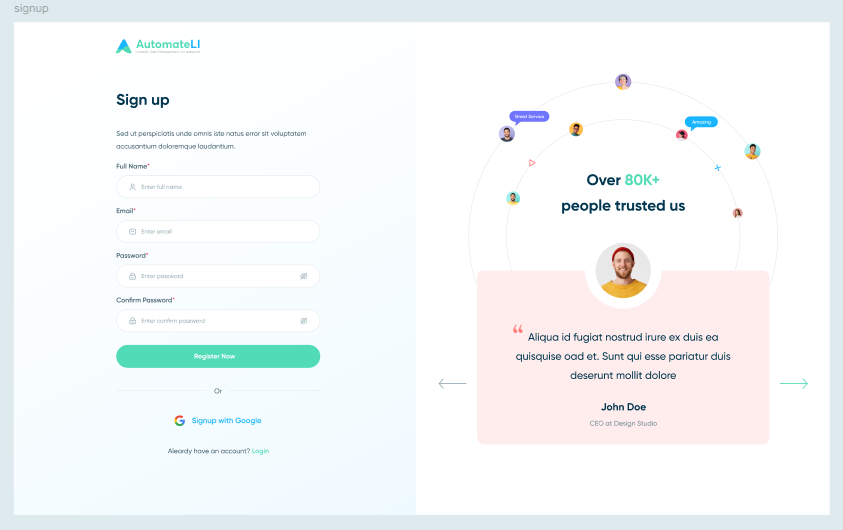 signup
AutomateLI
Sign up
Sed ut perspiciatis unde omnis iste natus error sit voluptatem
accusantium doloremque laudantium.
Full Name*
Enter full name
Email*
Enter email
Password*
Enter password
Confirm Password*
Enter confirm password
Register Now
Or
Signup with Google
Aleardy have an account? Login
Great Service
Amazing
Over 80K+
people trusted us
“ Aliqua id fugiat nostrud irure ex duis ea
quisquise oad et. Sunt qui esse pariatur duis
deserunt mollit dolore
John Doe
CEO at Design Studio